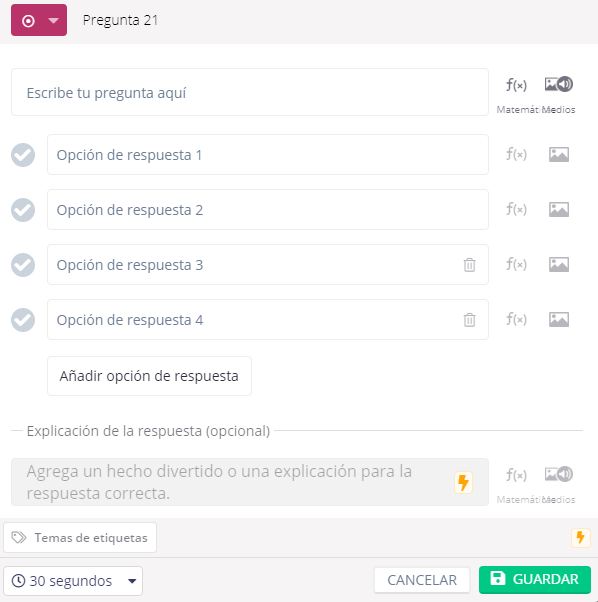 Pregunta 21
Escribe tu pregunta aquí
f(x)
Matemáti Medios
Opción de respuesta 1
f(x)
Opción de respuesta 2
f(x)
Opción de respuesta 3
f(x)
Opción de respuesta 4
f(x)
Añadir opción de respuesta
Explicación de la respuesta (opcional)
Agrega un hecho divertido o una explicación para la
respuesta correcta.
f(x)
Matemáti Medios
Temas de etiquetas
30 segundos
CANCELAR
GUARDAR